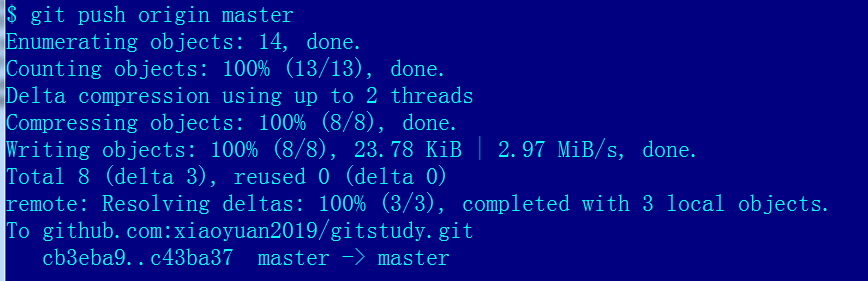 $ git push origin master
Enumerating objects: 14, done.
Counting objects: 100% (13/13), done.
Delta compression using up to 2 threads
Compressing objects: 100% (8/8), done.
Writing objects: 100% (8/8), 23.78 KiB | 2.97 MiB/s, done.
Total 8 (delta 3), reused 0 (delta 0)
remote: Resolving deltas: 100% (3/3), completed with 3 local objects.
To github.com:xiaoyuan2019/gitstudy.git
   cb3eba9..c43ba37  master -> master